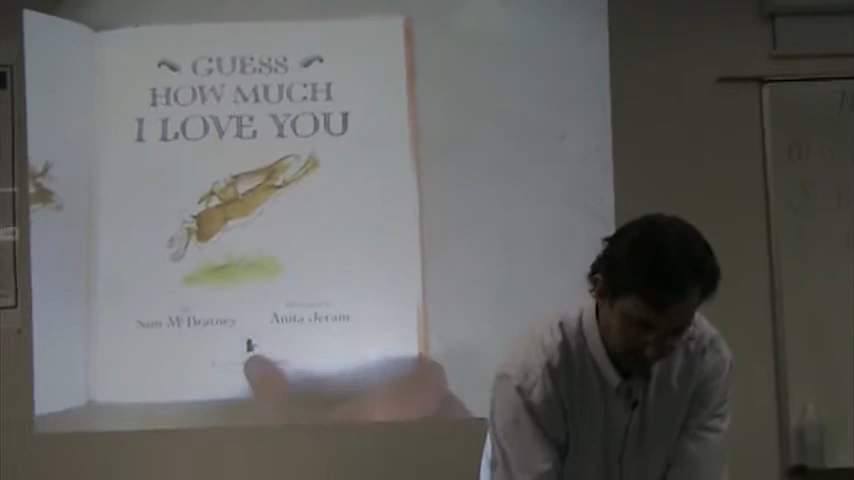 GUESS
HOW MUCH
I LOVE YOU
Sam McBratney
Anita Jeram